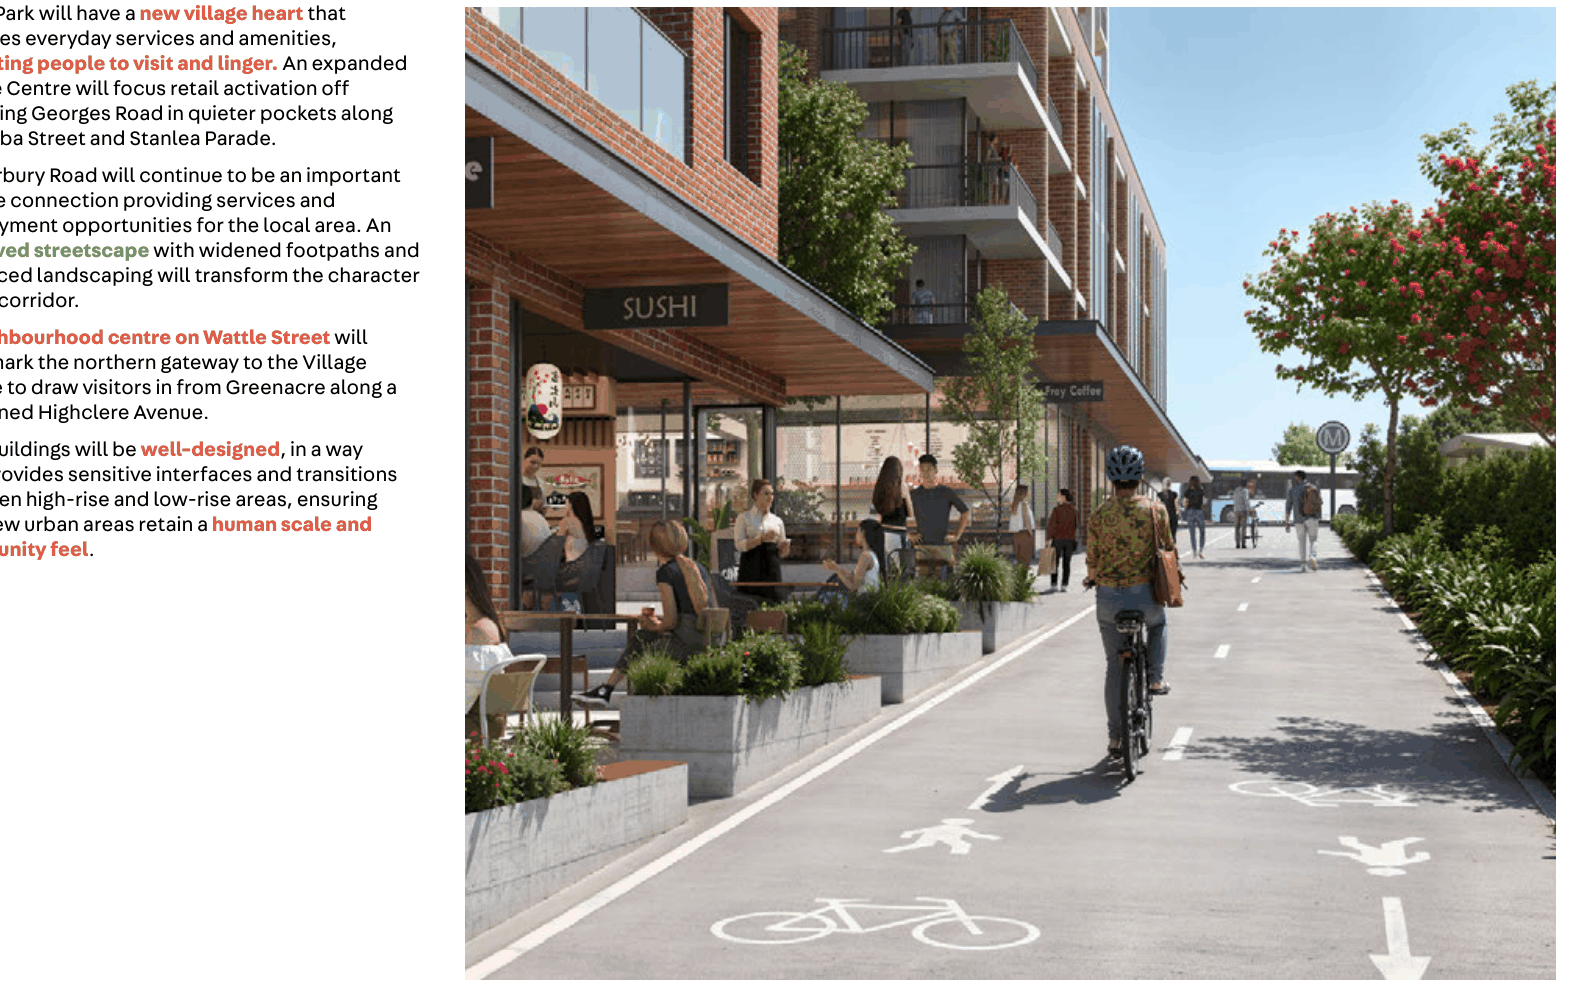 Park will have a new village heart that
es everyday services and amenities,
ting people to visit and linger. An expanded
e Centre will focus retail activation off
ing Georges Road in quieter pockets along
ba Street and Stanlea Parade.
rbury Road will continue to be an important
e connection providing services and
yment opportunities for the local area. An
ved streetscape with widened footpaths and
ced landscaping will transform the character
corridor.
hbourhood centre on Wattle Street will
mark the northern gateway to the Village
e to draw visitors in from Greenacre along a
ned Highclere Avenue.
uildings will be well-designed, in a way
rovides sensitive interfaces and transitions
en high-rise and low-rise areas, ensuring
ew urban areas retain a human scale and
unity feel.
e
SUSHI
Froy Coffee
M